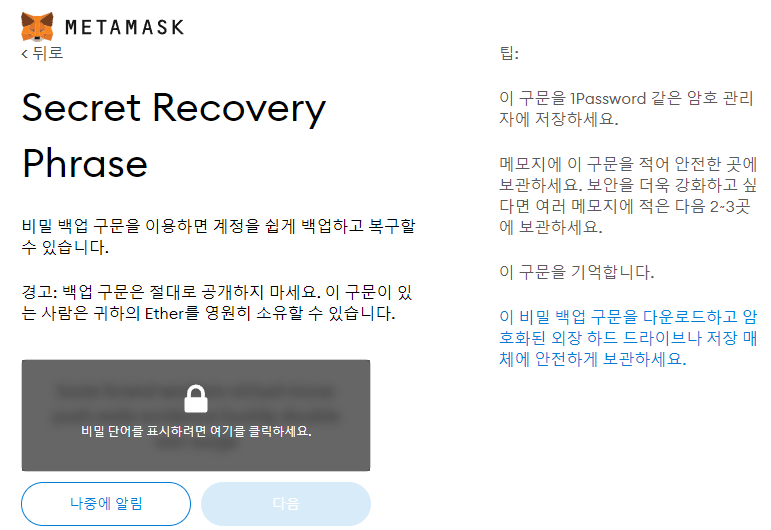 METAMASK
< 뒤로
Secret Recovery
Phrase
비밀 백업 구문을 이용하면 계정을 쉽게 백업하고 복구할
수 있습니다.
경고: 백업 구문은 절대로 공개하지 마세요. 이 구문이 있
는 사람은 귀하의 Ether를 영원히 소유할 수 있습니다.
비밀 단어를 표시하려면 여기를 클릭하세요.
나중에 알림
다음
팁:
이 구문을 1Password 같은 암호 관리
자에 저장하세요.
메모지에 이 구문을 적어 안전한 곳에
보관하세요. 보안을 더욱 강화하고 싶
다면 여러 메모지에 적은 다음 2~3곳
에 보관하세요.
이 구문을 기억합니다.
이 비밀 백업 구문을 다운로드하고 암
호화된 외장 하드 드라이브나 저장 매
체에 안전하게 보관하세요.